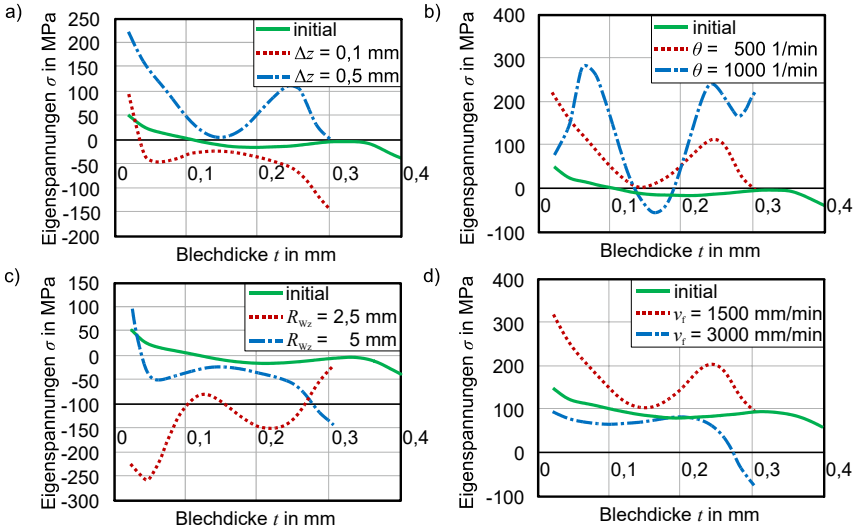 a)
Eigenspannungen σ in MPa
250
200
150
100
50
0
-50
-100
-150
-200
initial
Δz = 0,1 mm
Δz = 0,5 mm
0 0,1 0,2 0,3 0,4
Blechdicke t in mm
b)
Eigenspannungen σ in MPa
400
300
200
100
0
-100
initial
θ = 500 1/min
θ = 1000 1/min
0 0,1 0,2 0,3 0,4
Blechdicke t in mm
c)
Eigenspannungen σ in MPa
150
100
50
0
-50
-100
-150
-200
-250
-300
initial
Rwz = 2,5 mm
Rwz = 5 mm
0 0,1 0,2 0,3 0,4
Blechdicke t in mm
d)
Eigenspannungen σ in MPa
400
300
200
100
0
-100
initial
vf = 1500 mm/min
vf = 3000 mm/min
0 0,1 0,2 0,3 0,4
Blechdicke t in mm